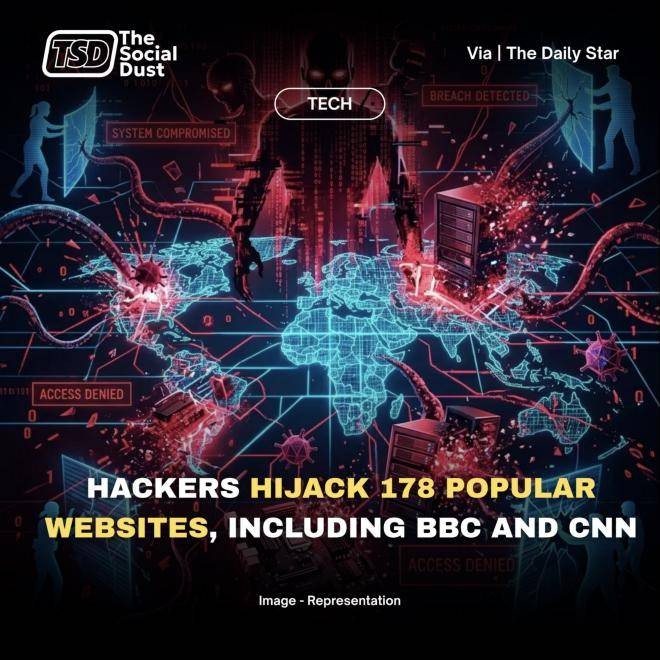 TSD The
Social
Dust
Via | The Daily Star
TECH
BREACH DETECTED
SYSTEM COMPROMISED
ACCESS DENIED
HACKERS HIJACK 178 POPULAR
WEBSITES, INCLUDING BBC AND CNN
ACCESS DENIED
Image - Representation